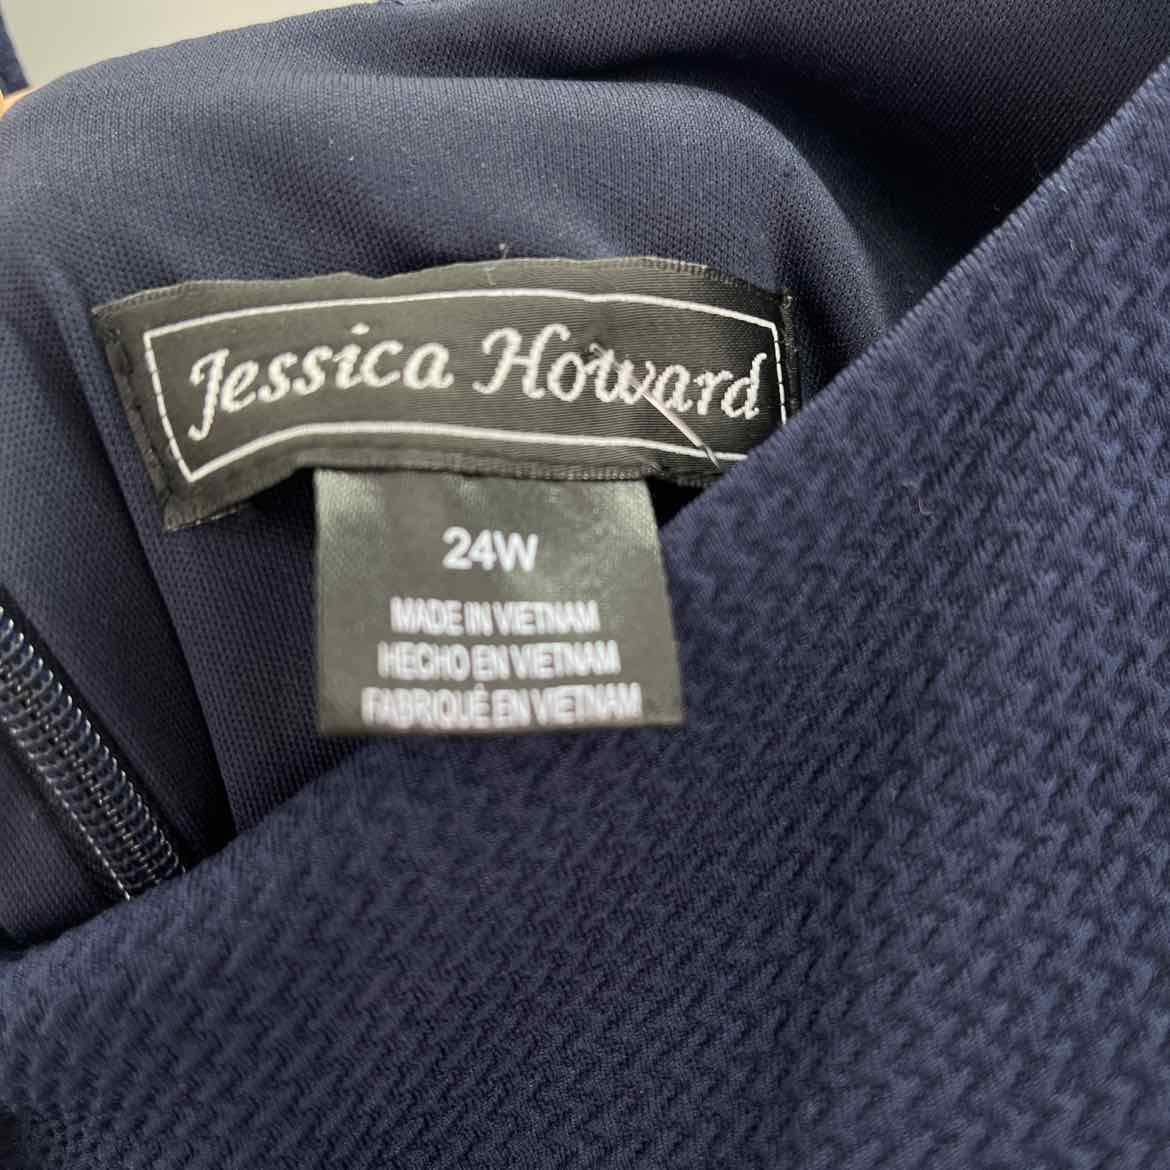 Jessica Howard
24W
MADE IN VIETNAM
HECHO EN VIETNAM
FABRIQUÉ EN VIETNAM